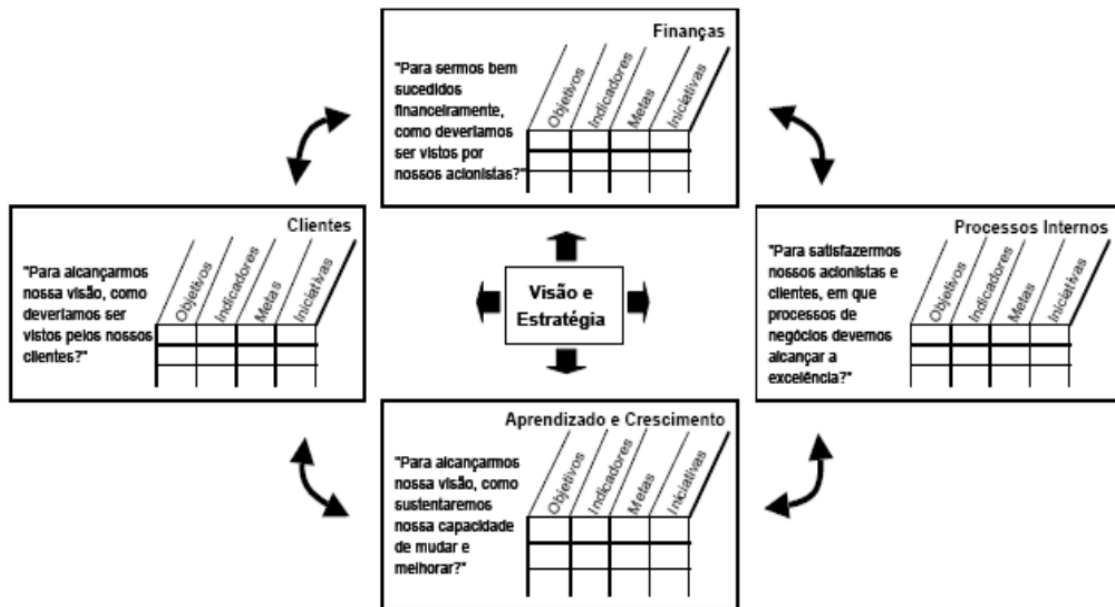 Finanças
"Para sermos bem
sucedidos
financeiramente,
como deveríamos
ser vistos por
nossos acionistas?"
Objetivos
Indicadores
Metas
Iniciativas
Clientes
"Para alcançarmos
nossa visão, como
deveríamos ser
vistos pelos nossos
clientes?"
Objetivos
Indicadores
Metas
Iniciativas
Visão e
Estratégia
Processos Internos
"Para satisfazermos
nossos acionistas e
clientes, em que
processos de
negócios devemos
alcançar a
excelência?"
Objetivos
Indicadores
Metas
Iniciativas
Aprendizado e Crescimento
"Para alcançarmos
nossa visão, como
sustentaremos
nossa capacidade
de mudar e
melhorar?"
Objetivos
Indicadores
Metas
Iniciativas